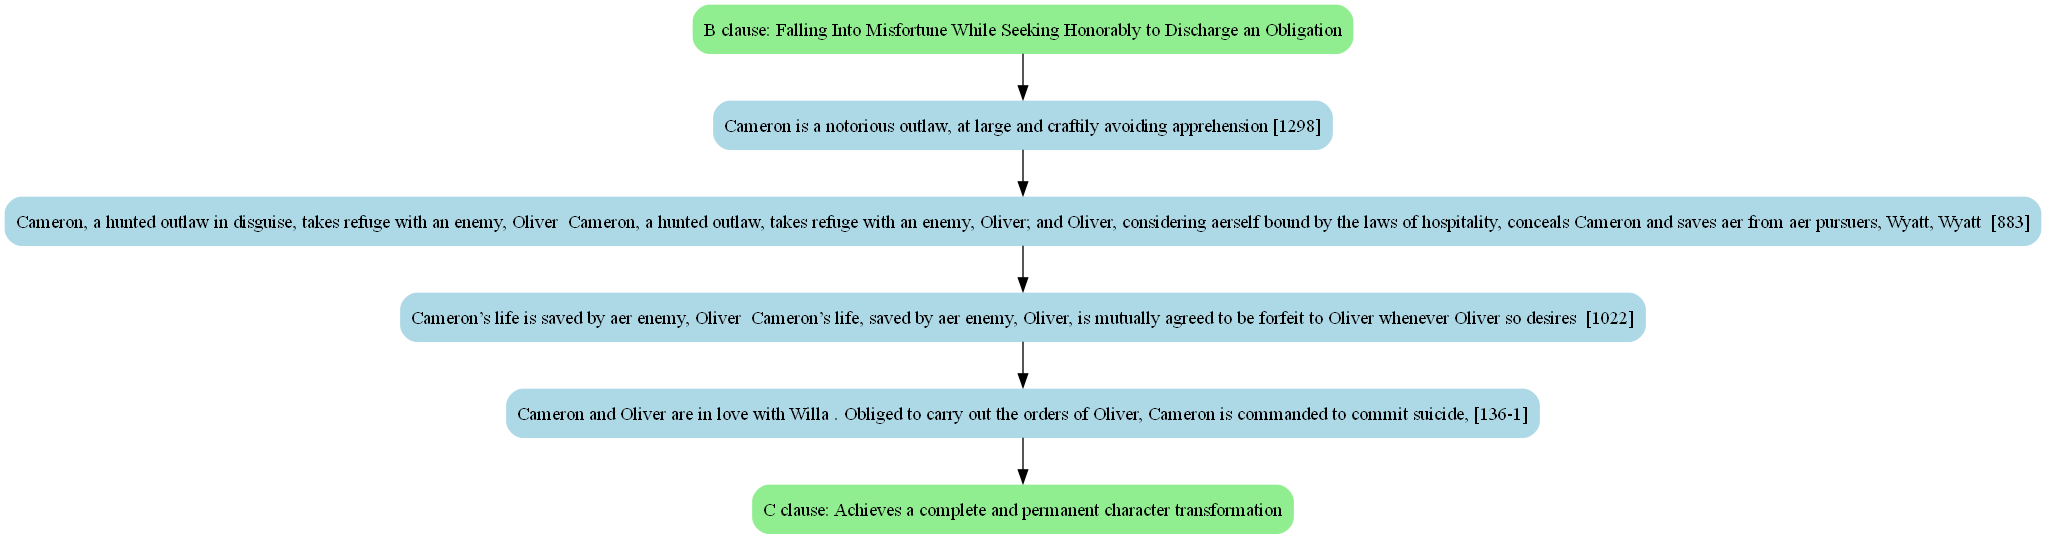 B clause: Falling Into Misfortune While Seeking Honorably to Discharge an Obligation
Cameron is a notorious outlaw, at large and craftily avoiding apprehension [1298]
Cameron, a hunted outlaw in disguise, takes refuge with an enemy, Oliver  Cameron, a hunted outlaw, takes refuge with an enemy, Oliver; and Oliver, considering aerself bound by the laws of hospitality, conceals Cameron and saves aer from aer pursuers, Wyatt, Wyatt  [883]
Cameron’s life is saved by aer enemy, Oliver  Cameron’s life, saved by aer enemy, Oliver, is mutually agreed to be forfeit to Oliver whenever Oliver so desires  [1022]
Cameron and Oliver are in love with Willa . Obliged to carry out the orders of Oliver, Cameron is commanded to commit suicide, [136-1]
C clause: Achieves a complete and permanent character transformation